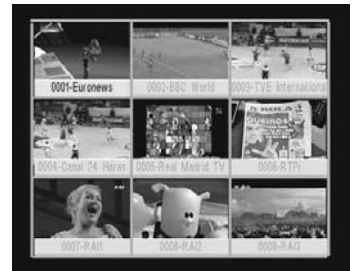 0001-Euronews
0002-BBC World
0003-TVE Internacional
0004-Canal 24 Horas
0005-Real Madrid TV
0006-RTPi
0007-RAI1
0008-RAI2
0009-RAI3